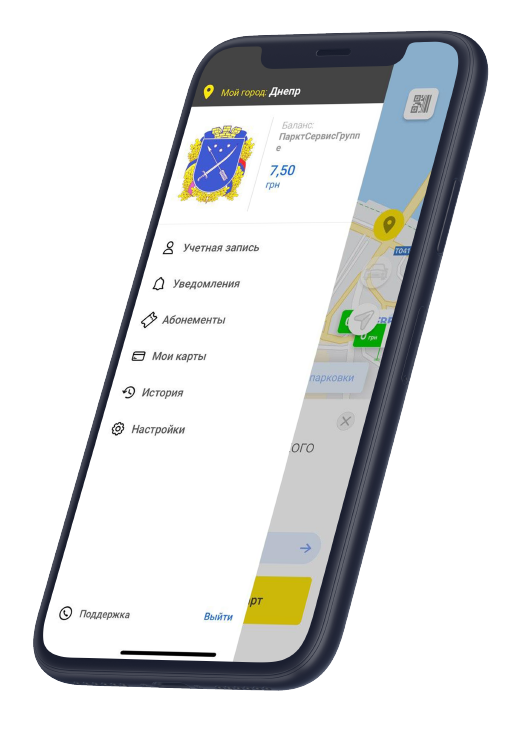 Мой город: Днепр
Баланс:
ПарктСервисГрупп
е
7,50
грн
Учетная запись
Уведомления
Абонементы
Мои карты
История
Настройки
Поддержка
Выйти
T041
грн
парковки
ОГО
рт